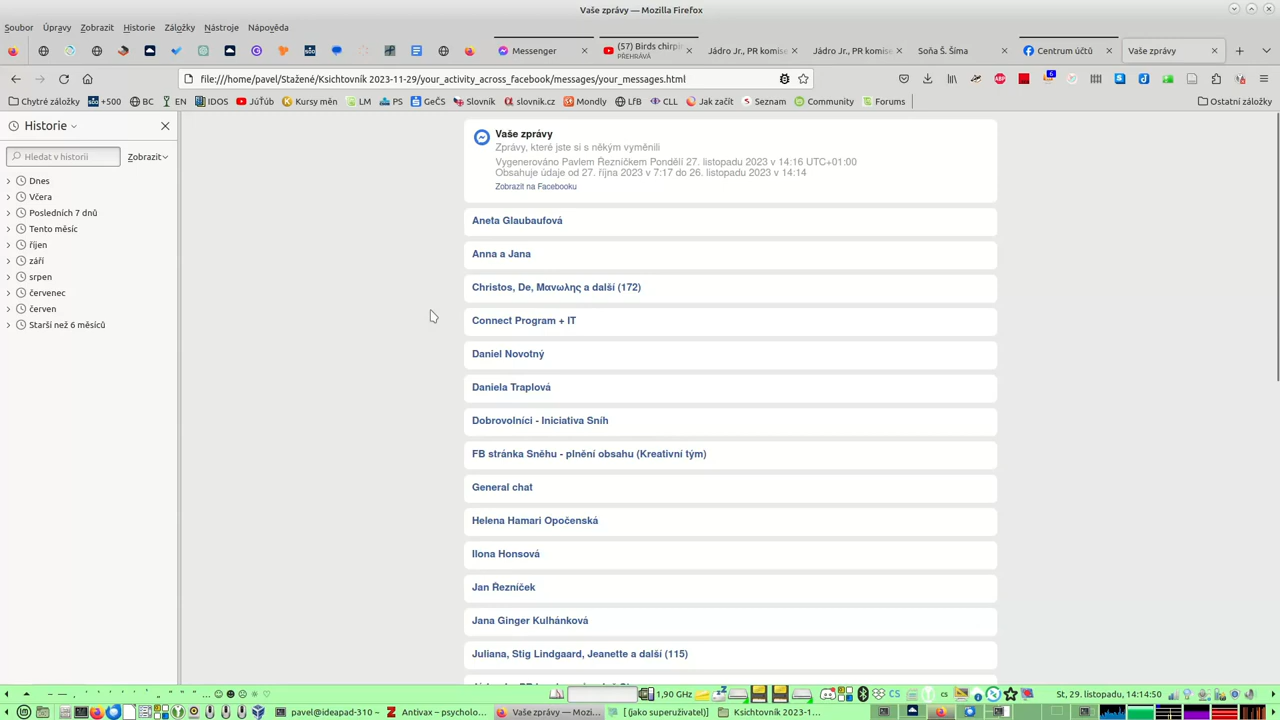 Vaše zprávy — Mozilla Firefox
Soubor Úpravy Zobrazit Historie Záložky Nástroje Nápověda
Messenger
(57) Birds chirpi
PŘEHRÁVÁ
Jádro Jr., PR komise
Jádro Jr., PR komise
Soňa Š. Šíma
Centrum účtů
Vaše zprávy
file:///home/pavel/Stažené/Ksichtovník 2023-11-29/your_activity_across_facebook/messages/your_messages.html
6
Chytré záložky +500 BC EN IDOS JúŤúb Kursy měn LM PS GeČS Slovník slovnik.cz Mondly LFB CLL Jak začít Seznam Community Forums Ostatní záložky
Historie
Hledat v historii
Zobrazit
Dnes
Včera
Posledních 7 dnů
Tento měsíc
říjen
září
srpen
červenec
červen
Starší než 6 měsíců
Vaše zprávy
Zprávy, které jste si s někým vyměnili
Vygenerováno Pavlem Řezníčkem Pondělí 27. listopadu 2023 v 14:16 UTC+01:00
Obsahuje údaje od 27. října 2023 v 7:17 do 26. listopadu 2023 v 14:14
Zobrazit na Facebooku
Aneta Glaubaufová
Anna a Jana
Christos, De, Μανωλης a další (172)
Connect Program + IT
Daniel Novotný
Daniela Traplová
Dobrovolníci - Iniciativa Sníh
FB stránka Sněhu - plnění obsahu (Kreativní tým)
General chat
Helena Hamari Opočenská
Ilona Honsová
Jan Řezníček
Jana Ginger Kulhánková
Juliana, Stig Lindgaard, Jeanette a další (115)
1,90 GHz
CS
cs
St, 29. listopadu, 14:14:50
pavel@ideapad-310 ~
Antivax – psycholo...
Vaše zprávy — Mozi...
[(jako superuživatel)]
Ksichtovník 2023-1...